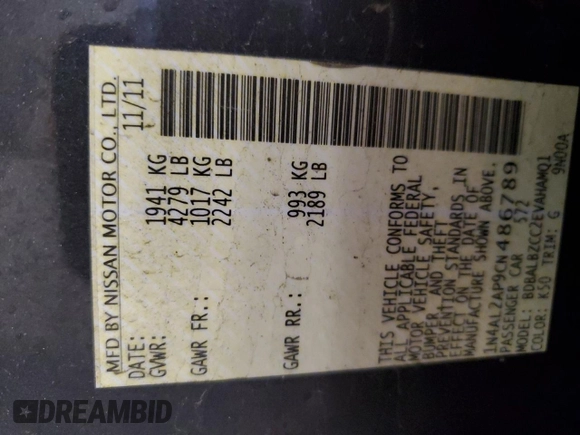 MFD BY NISSAN MOTOR CO., LTD.
DATE: 11/11
GVWR: 1941 KG
4279 LB
GAWR FR.: 1017 KG
2242 LB
GAWR RR.: 993 KG
2189 LB
THIS VEHICLE CONFORMS TO
ALL APPLICABLE FEDERAL
MOTOR VEHICLE SAFETY,
BUMPER, AND THEFT
PREVENTION STANDARDS IN
EFFECT ON THE DATE OF
MANUFACTURE SHOWN ABOVE.
1N4AL2AP9CN486789
PASSENGER CAR 572
MODEL: BDBALBZCC2EVAHAMQ1
COLOR: K50 TRIM: G 9H00A
DREAMBID